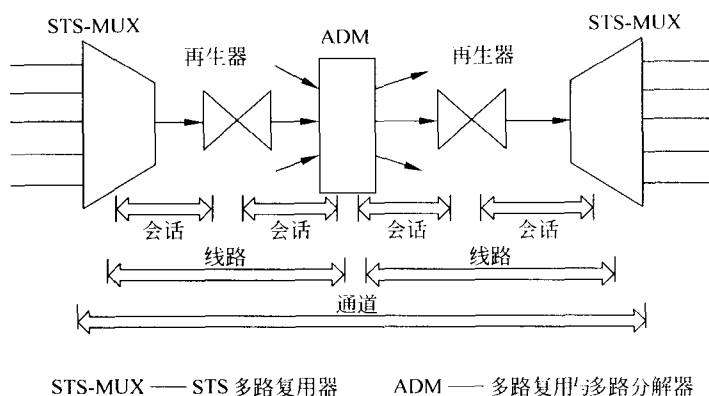 STS-MUX
STS-MUX
ADM
再生器
再生器
会话
会话
会话
会话
线路
线路
通道
STS-MUX — STS 多路复用器
ADM — 多路复用与多路分解器